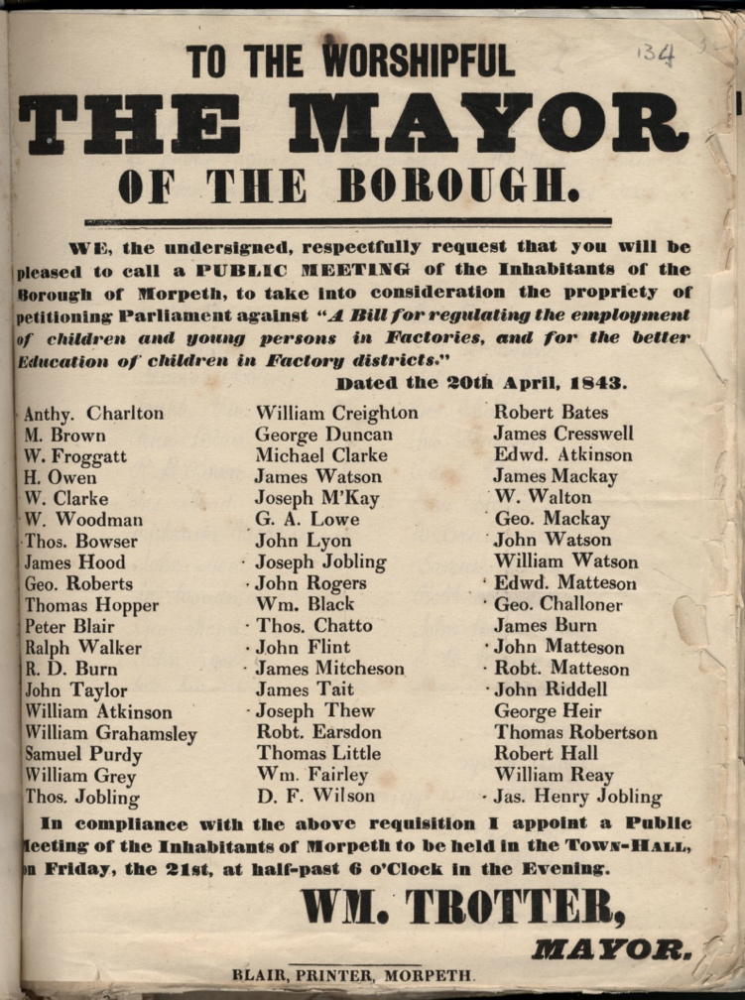 134
TO THE WORSHIPFUL
THE MAYOR
OF THE BOROUGH.
WE, the undersigned, respectfully request that you will be
pleased to call a PUBLIC MEETING of the Inhabitants of the
Borough of Morpeth, to take into consideration the propriety of
petitioning Parliament against "A Bill for regulating the employment
of children and young persons in Factories, and for the better
Education of children in Factory districts."
Dated the 20th April, 1843.
Anthy. Charlton
M. Brown
W. Froggatt
H. Owen
W. Clarke
W. Woodman
Thos. Bowser
James Hood
Geo. Roberts
Thomas Hopper
Peter Blair
Ralph Walker
R. D. Burn
John Taylor
William Atkinson
William Grahamsley
Samuel Purdy
William Grey
Thos. Jobling
William Creighton
George Duncan
Michael Clarke
James Watson
Joseph M'Kay
G. A. Lowe
John Lyon
Joseph Jobling
John Rogers
Wm. Black
Thos. Chatto
John Flint
James Mitcheson
James Tait
Joseph Thew
Robt. Earsdon
Thomas Little
Wm. Fairley
D. F. Wilson
Robert Bates
James Cresswell
Edwd. Atkinson
James Mackay
W. Walton
Geo. Mackay
John Watson
William Watson
Edwd. Matteson
Geo. Challoner
James Burn
John Matteson
Robt. Matteson
John Riddell
George Heir
Thomas Robertson
Robert Hall
William Reay
Jas. Henry Jobling
In compliance with the above requisition I appoint a Public
Meeting of the Inhabitants of Morpeth to be held in the TOWN-HALL,
on Friday, the 21st, at half-past 6 o'Clock in the Evening.
WM. TROTTER,
MAYOR.
BLAIR, PRINTER, MORPETH.